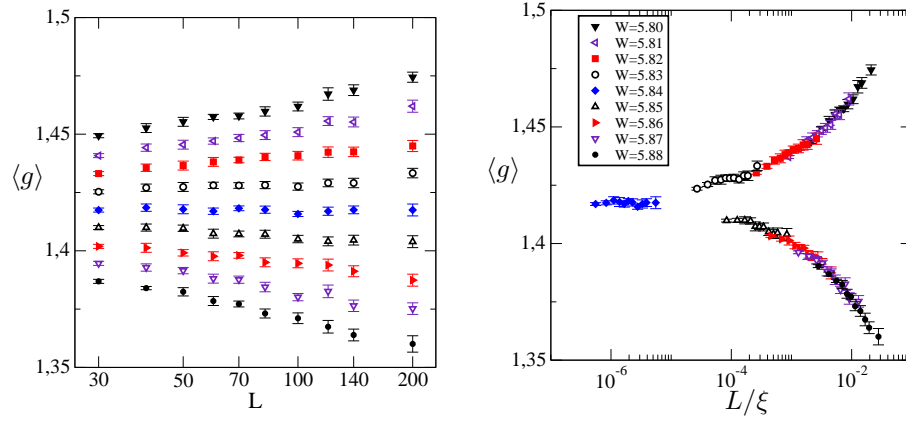 1,5
1,45
⟨g⟩
1,4
1,35
30
50
70
100
140
200
L
1,5
1,45
⟨g⟩
1,4
1,35
W=5.80
W=5.81
W=5.82
W=5.83
W=5.84
W=5.85
W=5.86
W=5.87
W=5.88
10⁻⁶
10⁻⁴
10⁻²
L/ξ